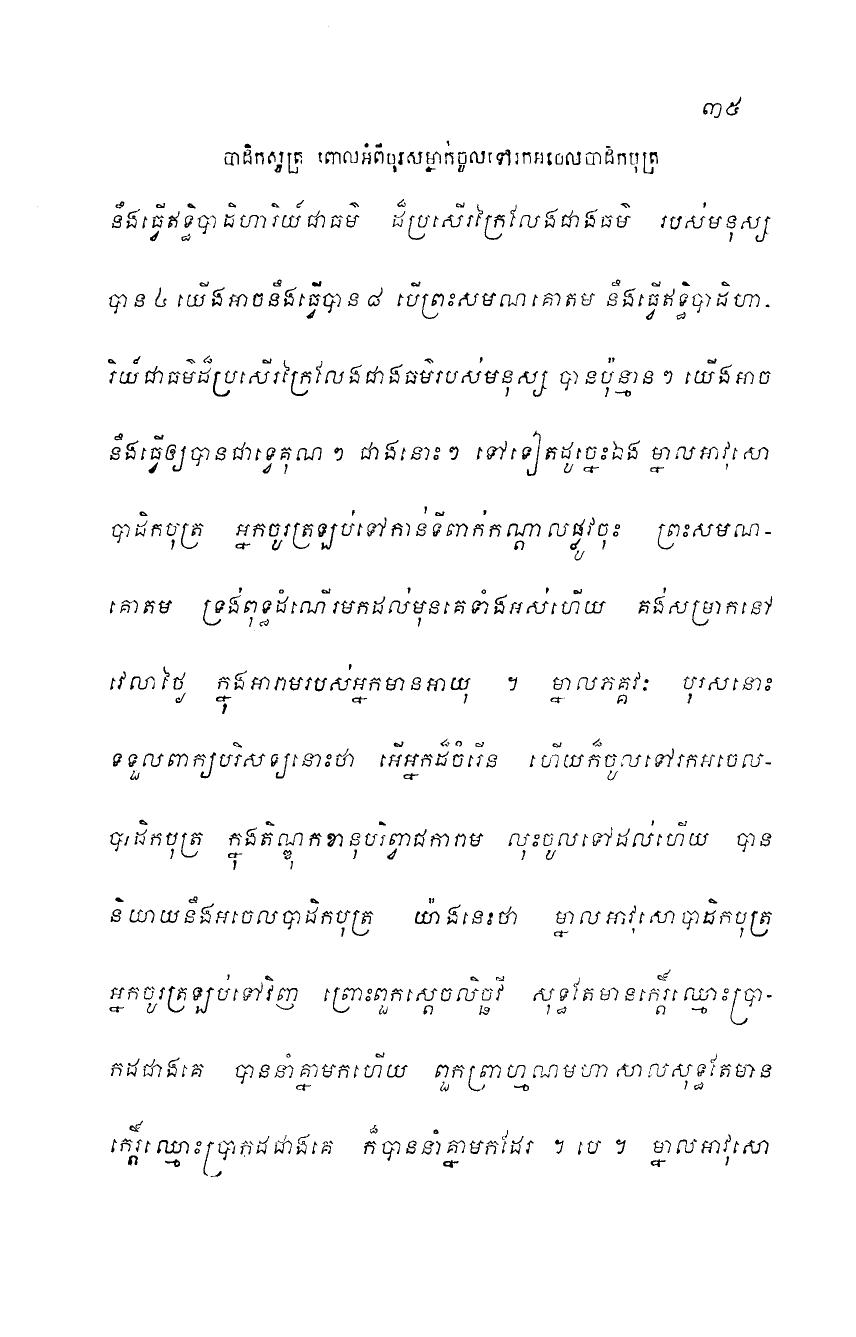 ៣៥
បាដិកសូត្រ ពោលអំពីបុរសម្នាក់ចូលទៅរកអចេលបាដិកបុត្រ
នឹងធ្វើឥទ្ធិបាដិហារិយ៍ជាធម៌ ដ៏ប្រសើរក្រៃលែងជាងធម៌ របស់មនុស្ស
បាន ៤ យើងអាចនឹងធ្វើបាន ៨ បើព្រះសមណគោតម នឹងធ្វើឥទ្ធិបាដិហា-
រិយ៍ជាធម៌ដ៏ប្រសើរក្រៃលែងជាងធម៌របស់មនុស្ស បានប៉ុន្មាន ៗ យើងអាច
នឹងធ្វើឲ្យបានជាទ្វេគុណ ៗ ជាងនោះ ៗ ទៅទៀតដូច្នេះឯង ម្នាលអាវុសោ
បាដិកបុត្រ អ្នកចូរត្រឡប់ទៅកាន់ទីពាក់កណ្តាលផ្លូវចុះ ព្រះសមណ-
គោតម ទ្រង់ពុទ្ធដំណើរមកដល់មុនគេទាំងអស់ហើយ គង់សម្រាកនៅ
វេលាថ្ងៃ ក្នុងអារាមរបស់អ្នកមានអាយុ ។ ម្នាលភគ្គវៈ បុរសនោះ
ទទួលពាក្យបរិសទ្យនោះថា អើអ្នកដ៏ចំរើន ហើយក៏ចូលទៅរកអចេល-
បាដិកបុត្រ ក្នុងតិណ្ឌុកខានុបរិព្វាជការាម លុះចូលទៅដល់ហើយ បាន
និយាយនឹងអចេលបាដិកបុត្រ យ៉ាងនេះថា ម្នាលអាវុសោបាដិកបុត្រ
អ្នកចូរត្រឡប់ទៅវិញ ព្រោះពួកស្តេចលិច្ឆវី សុទ្ធតែមានកេរ្តិ៍ឈ្មោះប្រា-
កដជាងគេ បាននាំគ្នាមកហើយ ពួកព្រាហ្មណមហាសាលសុទ្ធតែមាន
កេរ្តិ៍ឈ្មោះប្រាកដជាងគេ ក៏បាននាំគ្នាមកដែរ ។ បេ ។ ម្នាលអាវុសោ